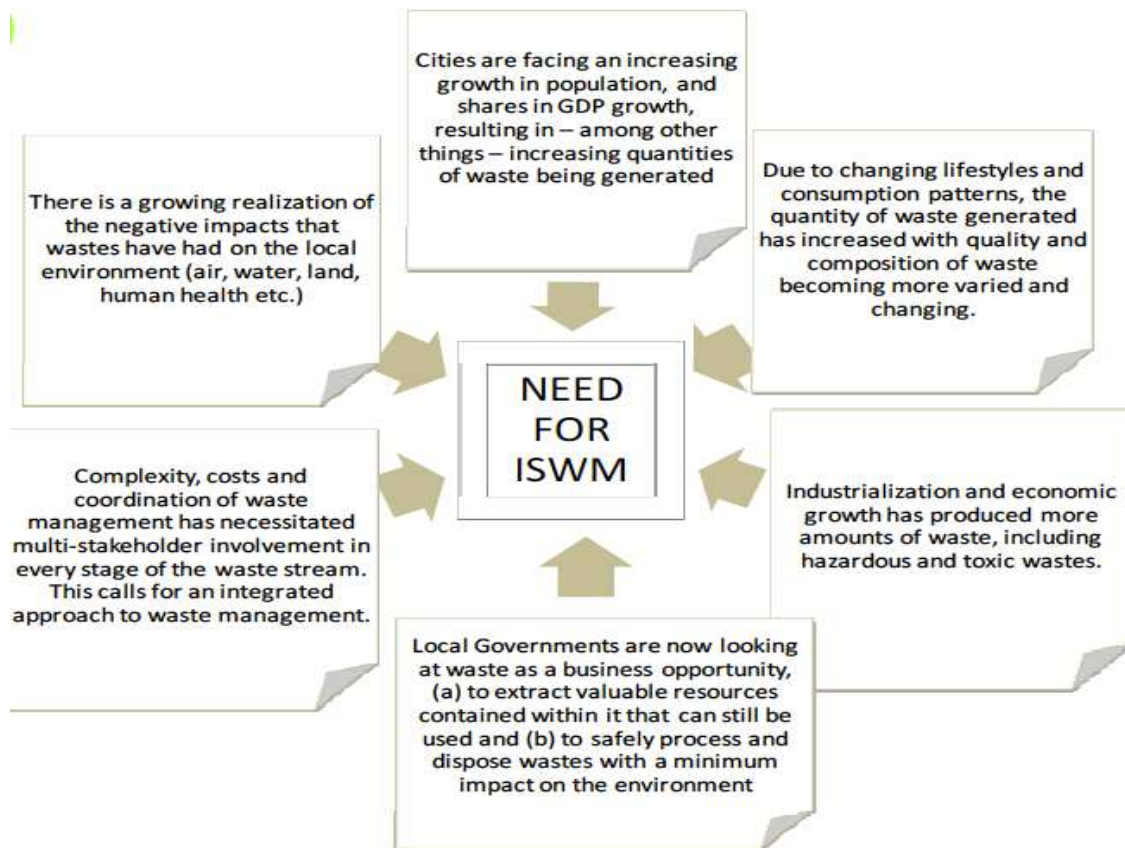 Cities are facing an increasing
growth in population, and
shares in GDP growth,
resulting in – among other
things – increasing quantities
of waste being generated
There is a growing realization of
the negative impacts that
wastes have had on the local
environment (air, water, land,
human health etc.)
Due to changing lifestyles and
consumption patterns, the
quantity of waste generated
has increased with quality and
composition of waste
becoming more varied and
changing.
NEED
FOR
ISWM
Complexity, costs and
coordination of waste
management has necessitated
multi-stakeholder involvement in
every stage of the waste stream.
This calls for an integrated
approach to waste management.
Industrialization and economic
growth has produced more
amounts of waste, including
hazardous and toxic wastes.
Local Governments are now looking
at waste as a business opportunity,
(a) to extract valuable resources
contained within it that can still be
used and (b) to safely process and
dispose wastes with a minimum
impact on the environment